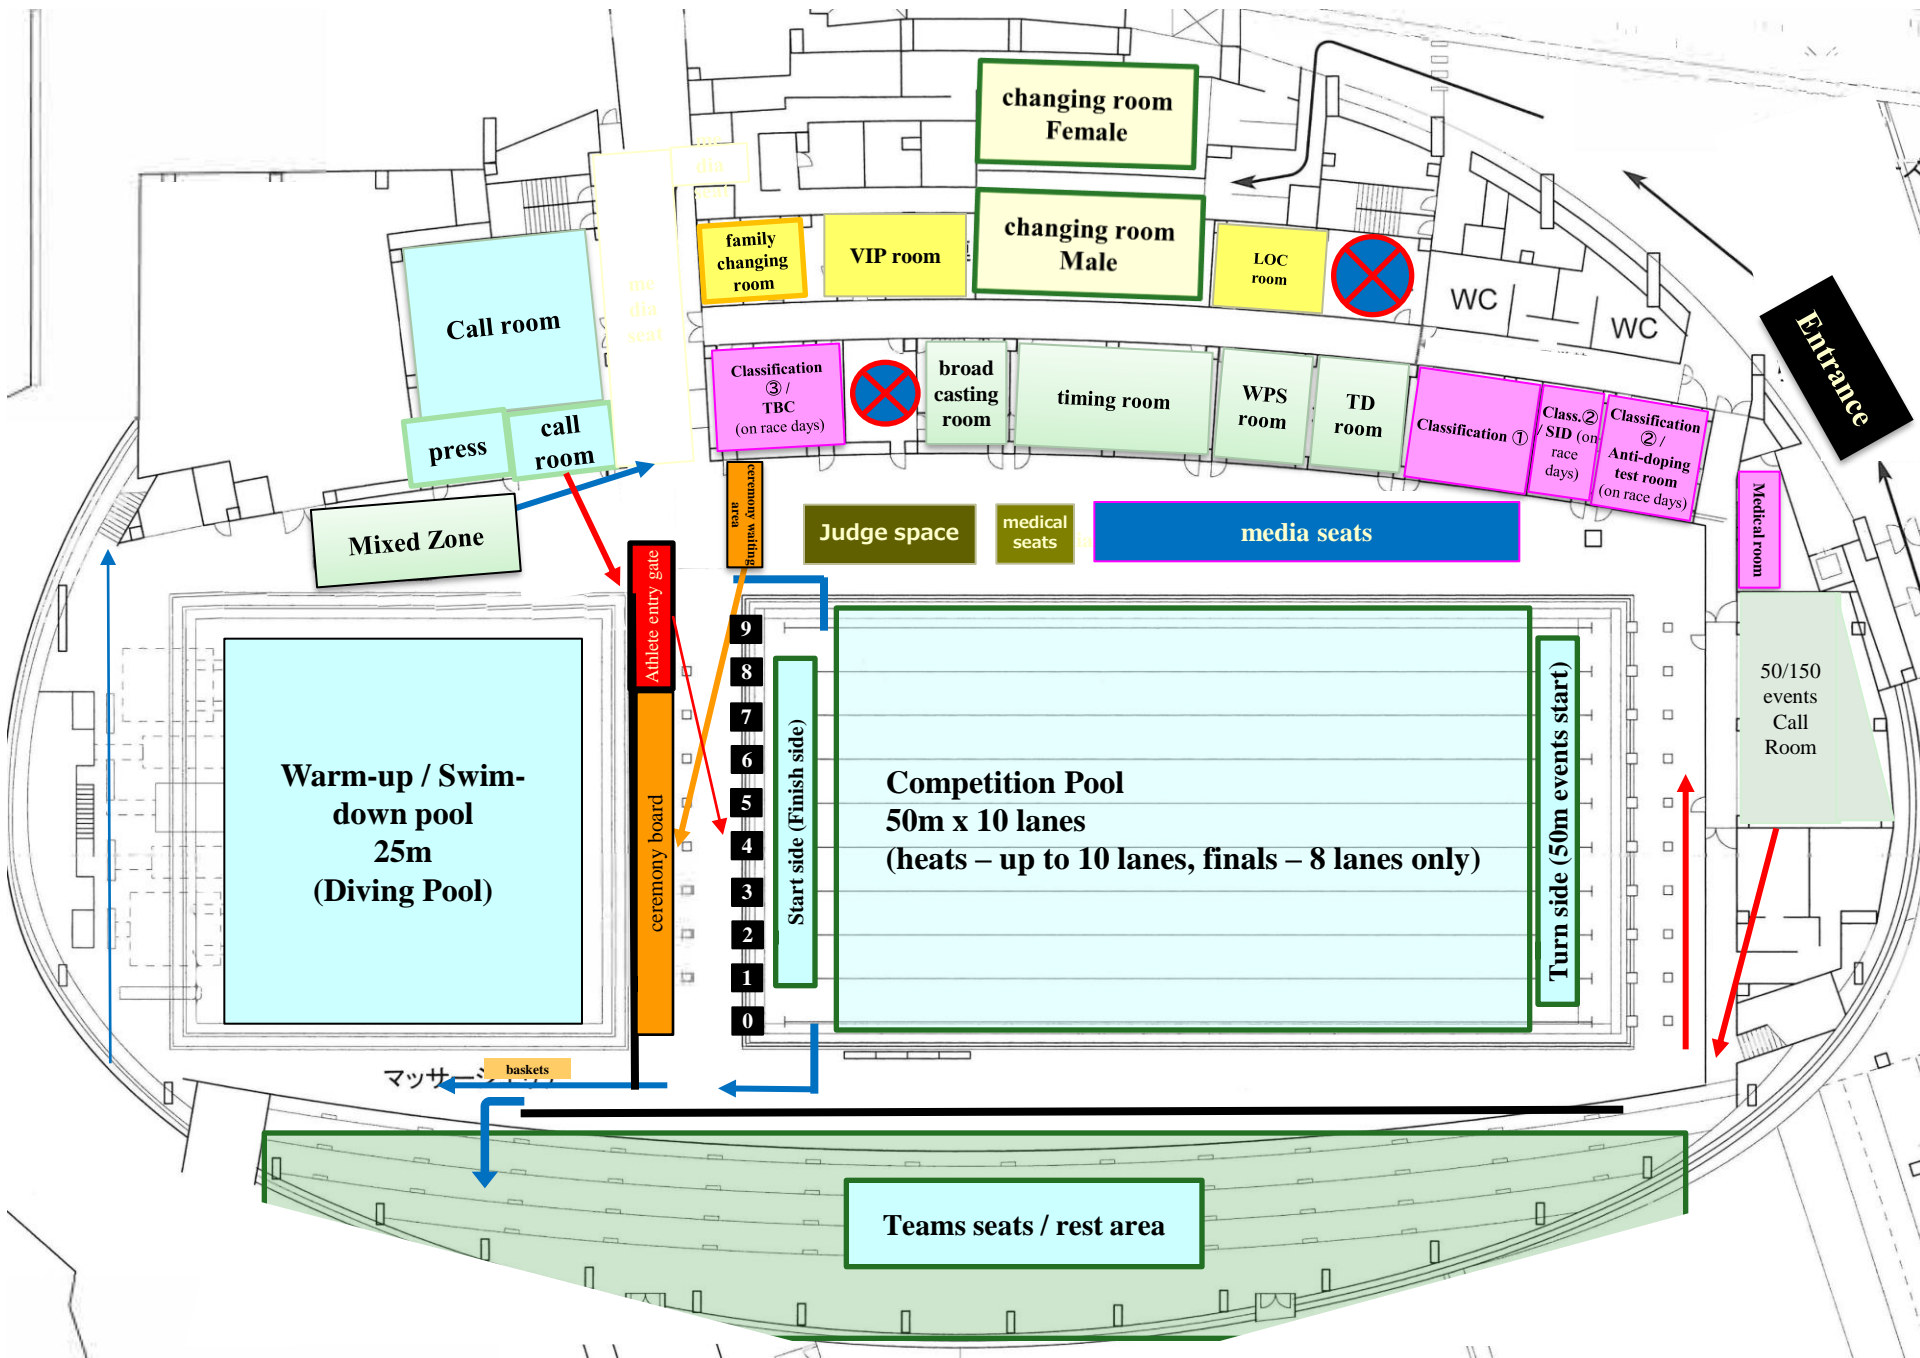 changing room
Female
changing room
Male
me
dia
seat
family
changing
room
VIP room
LOC
room
WC
WC
Entrance
Call room
me
dia
seat
press
call
room
Mixed Zone
Classification
③ /
TBC
(on race days)
broad
casting
room
timing room
WPS
room
TD
room
Classification ①
Class.②
/ SID (on
race
days)
Classification
② /
Anti-doping
test room
(on race days)
Medical room
ceremony waiting
area
Judge space
medical
seats
media seats
Athlete entry gate
ceremony board
9
8
7
6
5
4
3
2
1
0
Start side (Finish side)
Warm-up / Swim-
down pool
25m
(Diving Pool)
Competition Pool
50m x 10 lanes
(heats – up to 10 lanes, finals – 8 lanes only)
Turn side (50m events start)
50/150
events
Call
Room
baskets
Teams seats / rest area